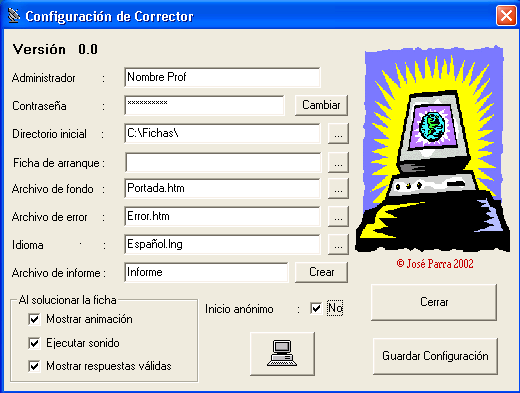 Configuración de Corrector
Versión 0.0
Administrador : Nombre Prof
Contraseña : ********** Cambiar
Directorio inicial : C:\Fichas\ ...
Ficha de arranque : ...
Archivo de fondo : Portada.htm ...
Archivo de error : Error.htm ...
Idioma : Español.lng ...
Archivo de informe : Informe Crear
© José Parra 2002
Al solucionar la ficha
Mostrar animación
Ejecutar sonido
Mostrar respuestas válidas
Inicio anónimo : No
Cerrar
Guardar Configuración